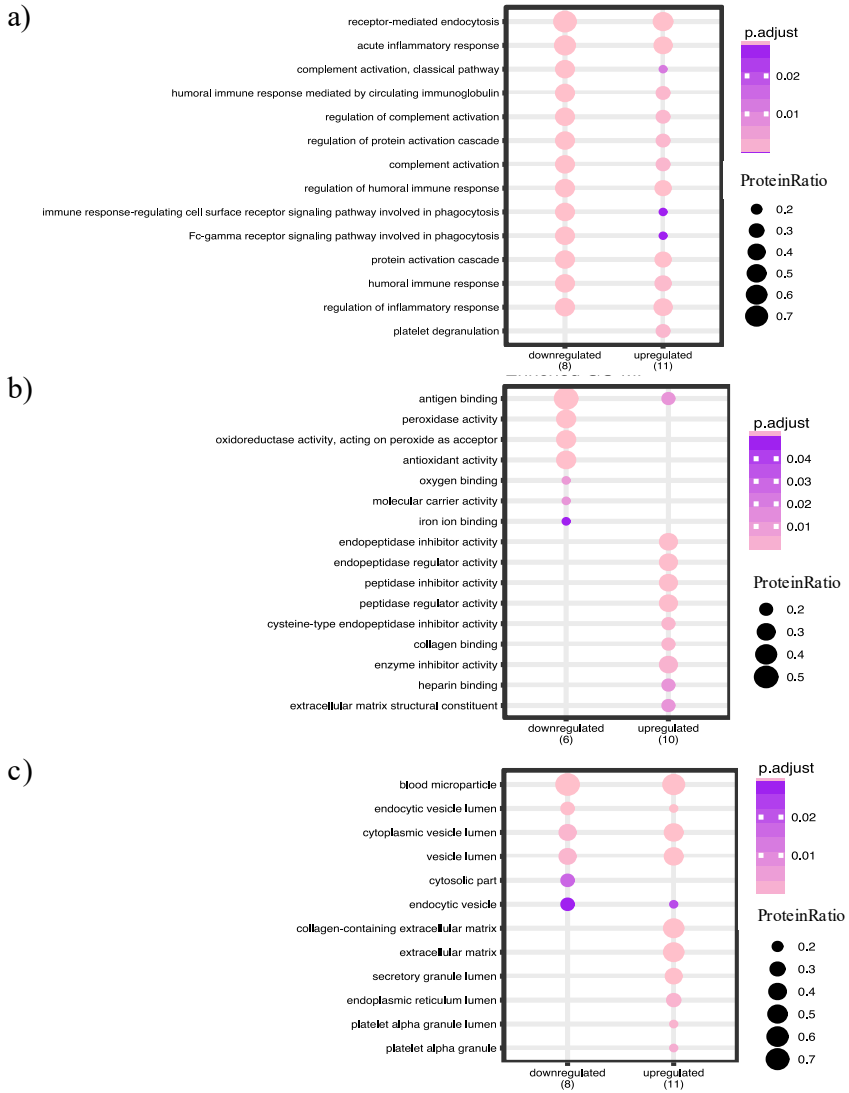 a)
receptor-mediated endocytosis
acute inflammatory response
complement activation, classical pathway
humoral immune response mediated by circulating immunoglobulin
regulation of complement activation
regulation of protein activation cascade
complement activation
regulation of humoral immune response
immune response-regulating cell surface receptor signaling pathway involved in phagocytosis
Fc-gamma receptor signaling pathway involved in phagocytosis
protein activation cascade
humoral immune response
regulation of inflammatory response
platelet degranulation
downregulated
(8)
upregulated
(11)
p.adjust
0.02
0.01
ProteinRatio
0.2
0.3
0.4
0.5
0.6
0.7
b)
antigen binding
peroxidase activity
oxidoreductase activity, acting on peroxide as acceptor
antioxidant activity
oxygen binding
molecular carrier activity
iron ion binding
endopeptidase inhibitor activity
endopeptidase regulator activity
peptidase inhibitor activity
peptidase regulator activity
cysteine-type endopeptidase inhibitor activity
collagen binding
enzyme inhibitor activity
heparin binding
extracellular matrix structural constituent
downregulated
(6)
upregulated
(10)
p.adjust
0.04
0.03
0.02
0.01
ProteinRatio
0.2
0.3
0.4
0.5
c)
blood microparticle
endocytic vesicle lumen
cytoplasmic vesicle lumen
vesicle lumen
cytosolic part
endocytic vesicle
collagen-containing extracellular matrix
extracellular matrix
secretory granule lumen
endoplasmic reticulum lumen
platelet alpha granule lumen
platelet alpha granule
downregulated
(8)
upregulated
(11)
p.adjust
0.02
0.01
ProteinRatio
0.2
0.3
0.4
0.5
0.6
0.7